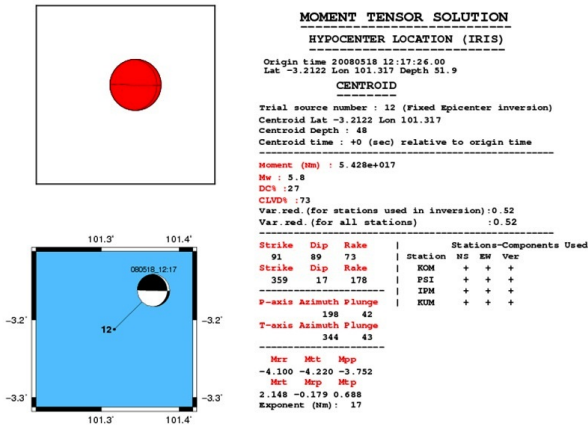 MOMENT TENSOR SOLUTION
HYPOCENTER LOCATION (IRIS)
Origin time 20080518 12:17:26.00
Lat -3.2122 Lon 101.317 Depth 51.9
CENTROID
Trial source number : 12 (Fixed Epicenter inversion)
Centroid Lat -3.2122 Lon 101.317
Centroid Depth : 48
Centroid time : +0 (sec) relative to origin time
Moment (Nm) : 5.428e+017
Mw : 5.8
DC% :27
CLVD% :73
Var.red.(for stations used in inversion):0.52
Var.red.(for all stations) :0.52
Strike Dip Rake | Stations-Components Used
91 89 73 | Station NS EW Ver
Strike Dip Rake | KOM + + +
359 17 178 | PSI + + +
| IPM + + +
P-axis Azimuth Plunge | KUM + + +
198 42
T-axis Azimuth Plunge
344 43
Mrr Mtt Mpp
-4.100 -4.220 -3.752
Mrt Mrp Mtp
2.148 -0.179 0.688
Exponent (Nm): 17
101.3° 101.4°
080518_12:17
-3.2° -3.2°
12
-3.3° -3.3°
101.3° 101.4°